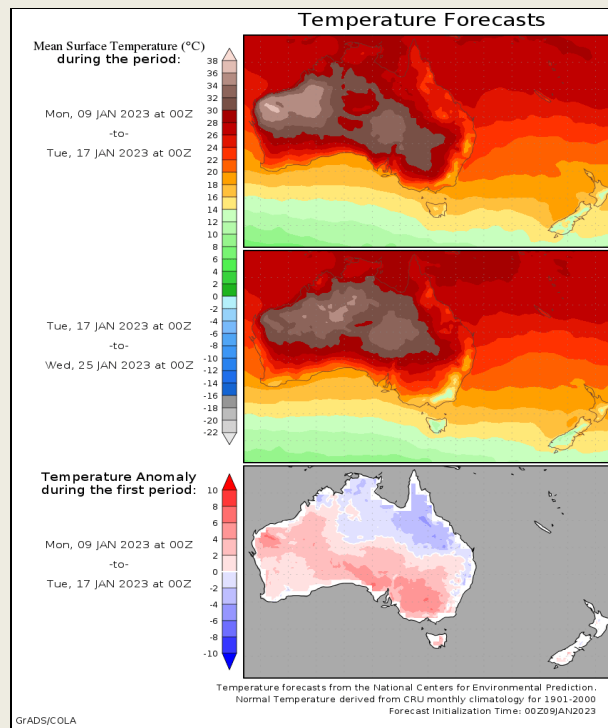 Temperature Forecasts
Mean Surface Temperature (°C)
during the period:
Mon, 09 JAN 2023 at 00Z
-to-
Tue, 17 JAN 2023 at 00Z
38
36
34
32
30
28
26
24
22
20
18
16
14
12
10
8
6
4
2
0
-2
-4
-6
-8
-10
-12
-14
-16
-18
-20
-22
Tue, 17 JAN 2023 at 00Z
-to-
Wed, 25 JAN 2023 at 00Z
Temperature Anomaly
during the first period:
Mon, 09 JAN 2023 at 00Z
-to-
Tue, 17 JAN 2023 at 00Z
10
8
6
4
2
0
-2
-4
-6
-8
-10
Temperature forecasts from the National Centers for Environmental Prediction.
Normal Temperature derived from CRU monthly climatology for 1901-2000
Forecast Initialization Time: 00Z09JAN2023
GrADS/COLA